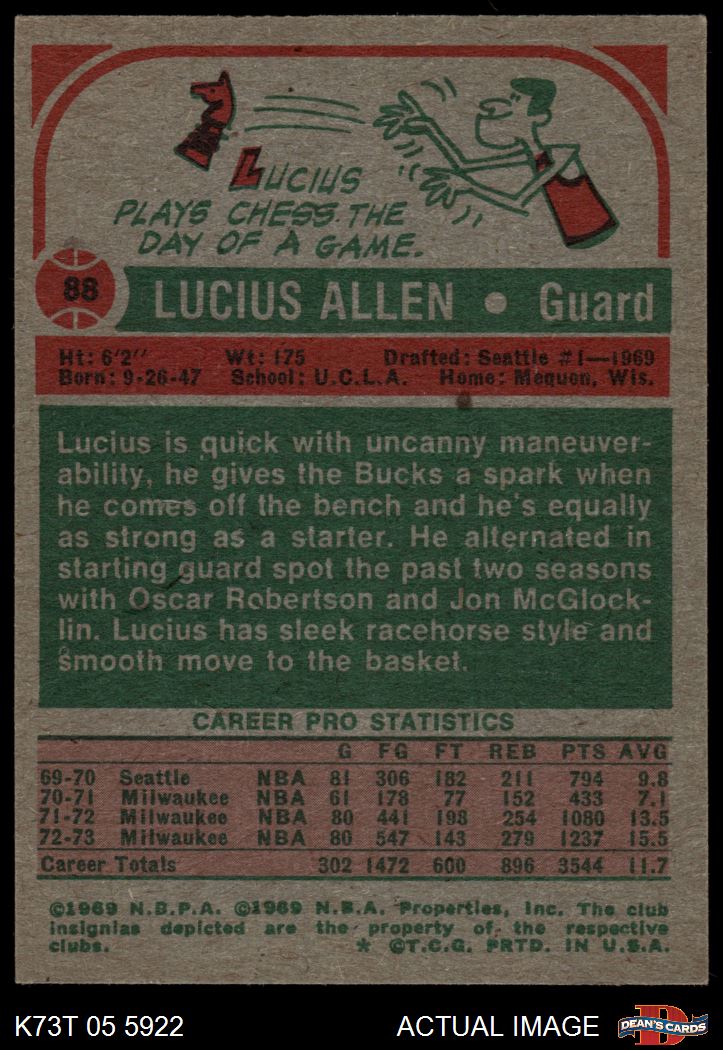 LUCIUS
PLAYS CHESS THE
DAY OF A GAME.
88
LUCIUS ALLEN • Guard
Ht: 6'2" Wt: 175 Drafted: Seattle #1—1969
Born: 9-26-47 School: U.C.L.A. Home: Mequon, Wis.
Lucius is quick with uncanny maneuver-
ability, he gives the Bucks a spark when
he comes off the bench and he's equally
as strong as a starter. He alternated in
starting guard spot the past two seasons
with Oscar Robertson and Jon McGlock-
lin. Lucius has sleek racehorse style and
smooth move to the basket.
CAREER PRO STATISTICS
G FG FT REB PTS AVG
69-70 Seattle NBA 81 306 182 211 794 9.8
70-71 Milwaukee NBA 61 178 77 152 433 7.1
71-72 Milwaukee NBA 80 441 198 254 1080 13.5
72-73 Milwaukee NBA 80 547 143 279 1237 15.5
Career Totals 302 1472 600 896 3544 11.7
©1969 N.B.P.A. ©1969 N.B.A. Properties, Inc. The club
insignias depicted are the property of the respective
clubs. * ©T.C.G. PRTD. IN U.S.A.
K73T 05 5922 ACTUAL IMAGE DEAN'S CARDS